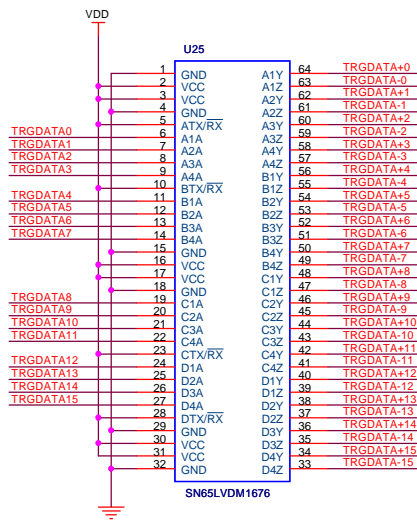 VDD
U25
1 GND A1Y 64 TRGDATA+0
2 VCC A1Z 63 TRGDATA-0
3 VCC A2Y 62 TRGDATA+1
4 GND A2Z 61 TRGDATA-1
5 ATX/RX A3Y 60 TRGDATA+2
TRGDATA0 6 A1A A3Z 59 TRGDATA-2
TRGDATA1 7 A2A A4Y 58 TRGDATA+3
TRGDATA2 8 A3A A4Z 57 TRGDATA-3
TRGDATA3 9 A4A B1Y 56 TRGDATA+4
10 BTX/RX B1Z 55 TRGDATA-4
TRGDATA4 11 B1A B2Y 54 TRGDATA+5
TRGDATA5 12 B2A B2Z 53 TRGDATA-5
TRGDATA6 13 B3A B3Y 52 TRGDATA+6
TRGDATA7 14 B4A B3Z 51 TRGDATA-6
15 GND B4Y 50 TRGDATA+7
16 VCC B4Z 49 TRGDATA-7
17 VCC C1Y 48 TRGDATA+8
18 GND C1Z 47 TRGDATA-8
TRGDATA8 19 C1A C2Y 46 TRGDATA+9
TRGDATA9 20 C2A C2Z 45 TRGDATA-9
TRGDATA10 21 C3A C3Y 44 TRGDATA+10
TRGDATA11 22 C4A C3Z 43 TRGDATA-10
23 CTX/RX C4Y 42 TRGDATA+11
TRGDATA12 24 D1A C4Z 41 TRGDATA-11
TRGDATA13 25 D2A D1Y 40 TRGDATA+12
TRGDATA14 26 D3A D1Z 39 TRGDATA-12
TRGDATA15 27 D4A D2Y 38 TRGDATA+13
28 DTX/RX D2Z 37 TRGDATA-13
29 GND D3Y 36 TRGDATA+14
30 VCC D3Z 35 TRGDATA-14
31 VCC D4Y 34 TRGDATA+15
32 GND D4Z 33 TRGDATA-15
SN65LVDM1676